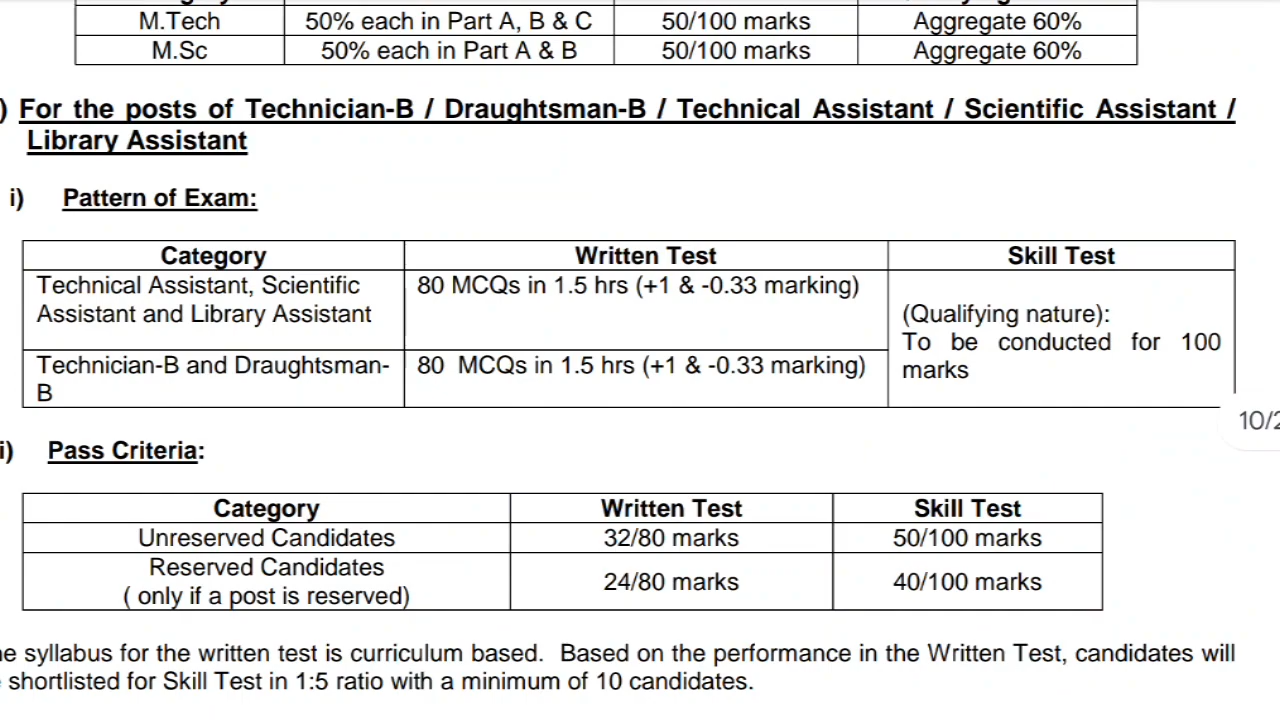 M.Tech 50% each in Part A, B & C 50/100 marks Aggregate 60%
M.Sc 50% each in Part A & B 50/100 marks Aggregate 60%
) For the posts of Technician-B / Draughtsman-B / Technical Assistant / Scientific Assistant /
Library Assistant
i) Pattern of Exam:
Category Written Test Skill Test
Technical Assistant, Scientific
Assistant and Library Assistant
80 MCQs in 1.5 hrs (+1 & -0.33 marking)
Technician-B and Draughtsman-
B
80 MCQs in 1.5 hrs (+1 & -0.33 marking)
(Qualifying nature):
To be conducted for 100
marks
10/2
i) Pass Criteria:
Category Written Test Skill Test
Unreserved Candidates 32/80 marks 50/100 marks
Reserved Candidates
( only if a post is reserved)
24/80 marks 40/100 marks
e syllabus for the written test is curriculum based. Based on the performance in the Written Test, candidates will
shortlisted for Skill Test in 1:5 ratio with a minimum of 10 candidates.